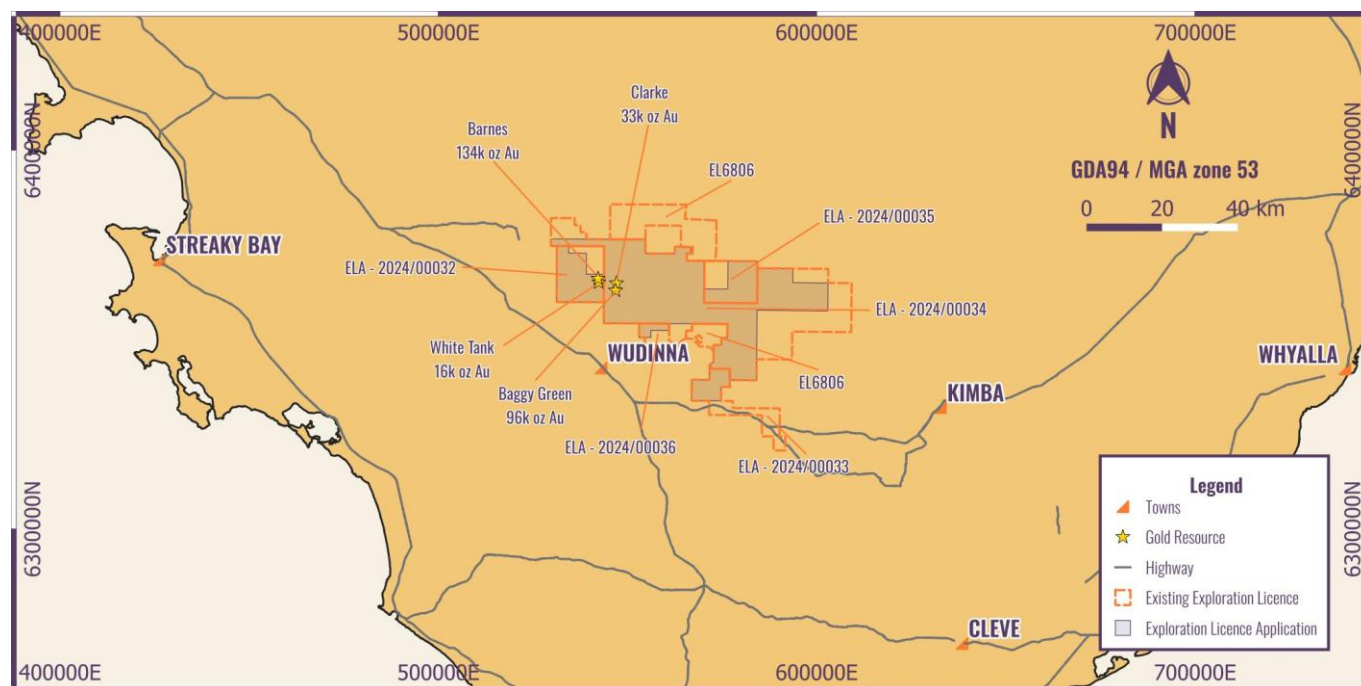 400000E
500000E
600000E
700000E
6400000N
6400000N
Clarke
33k oz Au
Barnes
134k oz Au
EL6806
N
GDA94 / MGA zone 53
0 20 40 km
ELA - 2024/00035
STREAKY BAY
ELA - 2024/00032
ELA - 2024/00034
White Tank
16k oz Au
WUDINNA
WHYALLA
Baggy Green
96k oz Au
EL6806
KIMBA
ELA - 2024/00036
ELA - 2024/00033
6300000N
6300000N
Legend
Towns
Gold Resource
Highway
Existing Exploration Licence
Exploration Licence Application
CLEVE
400000E
500000E
600000E
700000E